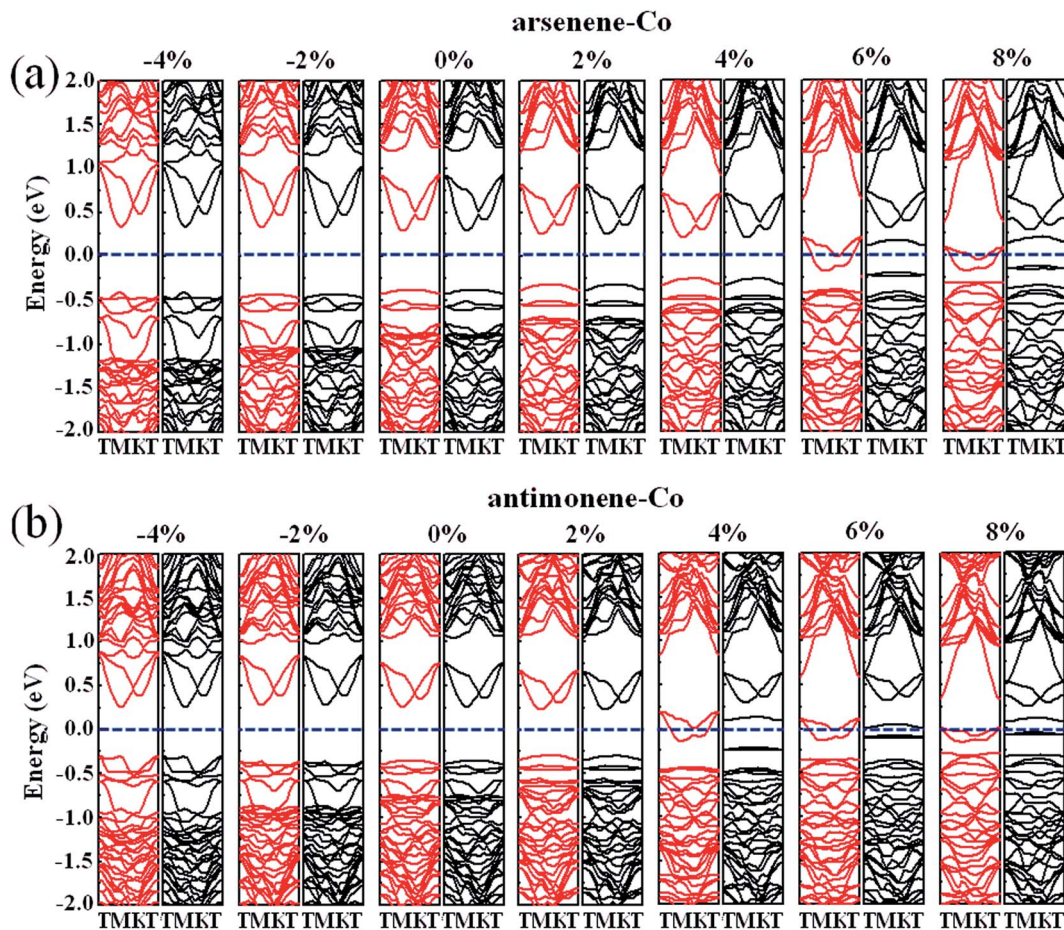 arsenene-Co
(a)
-4% -2% 0% 2% 4% 6% 8%
2.0
1.5
1.0
0.5
0.0
-0.5
-1.0
-1.5
-2.0
Energy (eV)
TMKT TMKT TMKT TMKT TMKT TMKT TMKT TMKT TMKT TMKT TMKT TMKT TMKT TMKT
antimonene-Co
(b)
-4% -2% 0% 2% 4% 6% 8%
2.0
1.5
1.0
0.5
0.0
-0.5
-1.0
-1.5
-2.0
Energy (eV)
TMKT TMKT TMKT TMKT TMKT TMKT TMKT TMKT TMKT TMKT TMKT TMKT TMKT TMKT